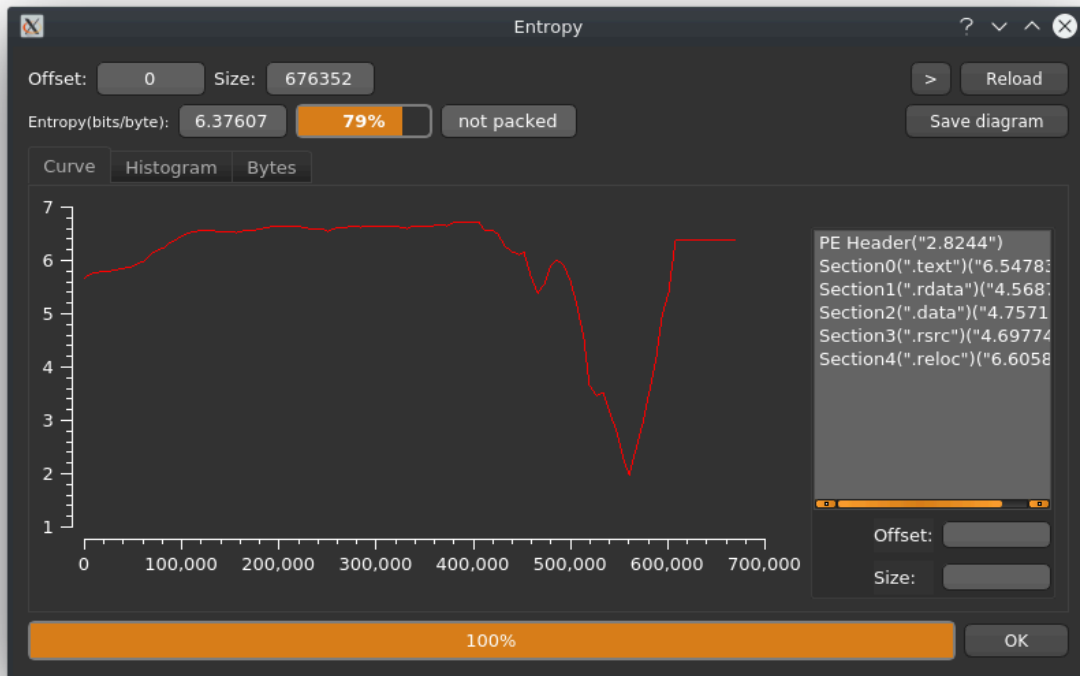 Entropy
Offset: 0 Size: 676352 > Reload
Entropy(bits/byte): 6.37607 79% not packed Save diagram
Curve Histogram Bytes
7
6
5
4
3
2
1
0 100,000 200,000 300,000 400,000 500,000 600,000 700,000
PE Header("2.8244")
Section0(".text")("6.54783
Section1(".rdata")("4.5687
Section2(".data")("4.7571
Section3(".rsrc")("4.69774
Section4(".reloc")("6.6058
Offset:
Size:
100% OK